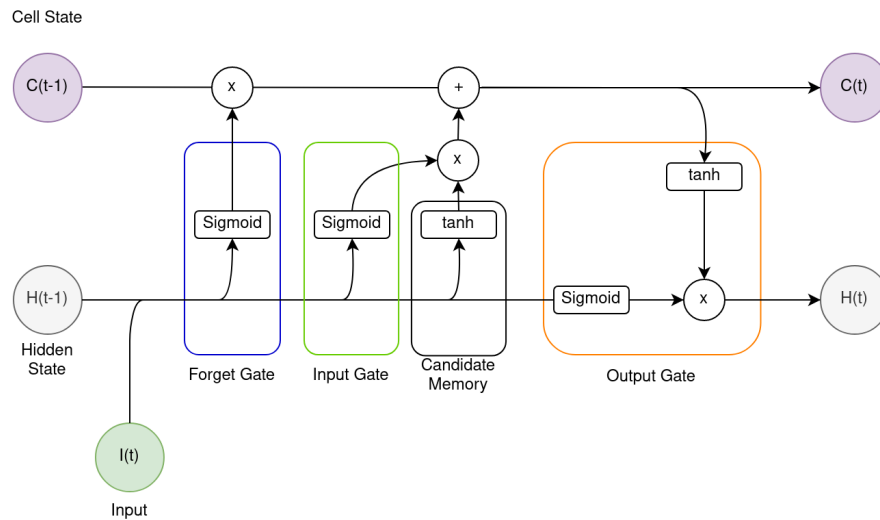 Cell State
C(t-1)
x
+
C(t)
x
tanh
Sigmoid
Sigmoid
tanh
H(t-1)
Sigmoid
x
H(t)
Hidden
State
Forget Gate
Input Gate
Candidate
Memory
Output Gate
I(t)
Input